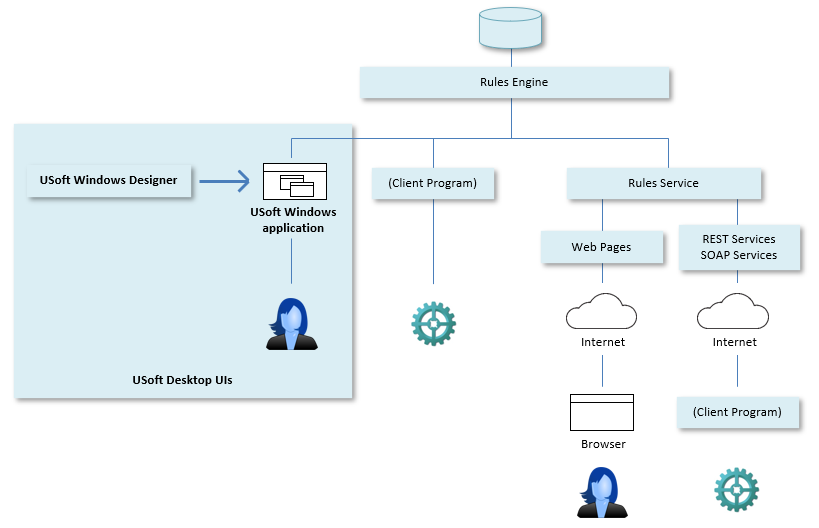 Rules Engine
USoft Windows Designer
USoft Windows
application
(Client Program)
Rules Service
Web Pages
REST Services
SOAP Services
Internet
Internet
USoft Desktop UIs
(Client Program)
Browser